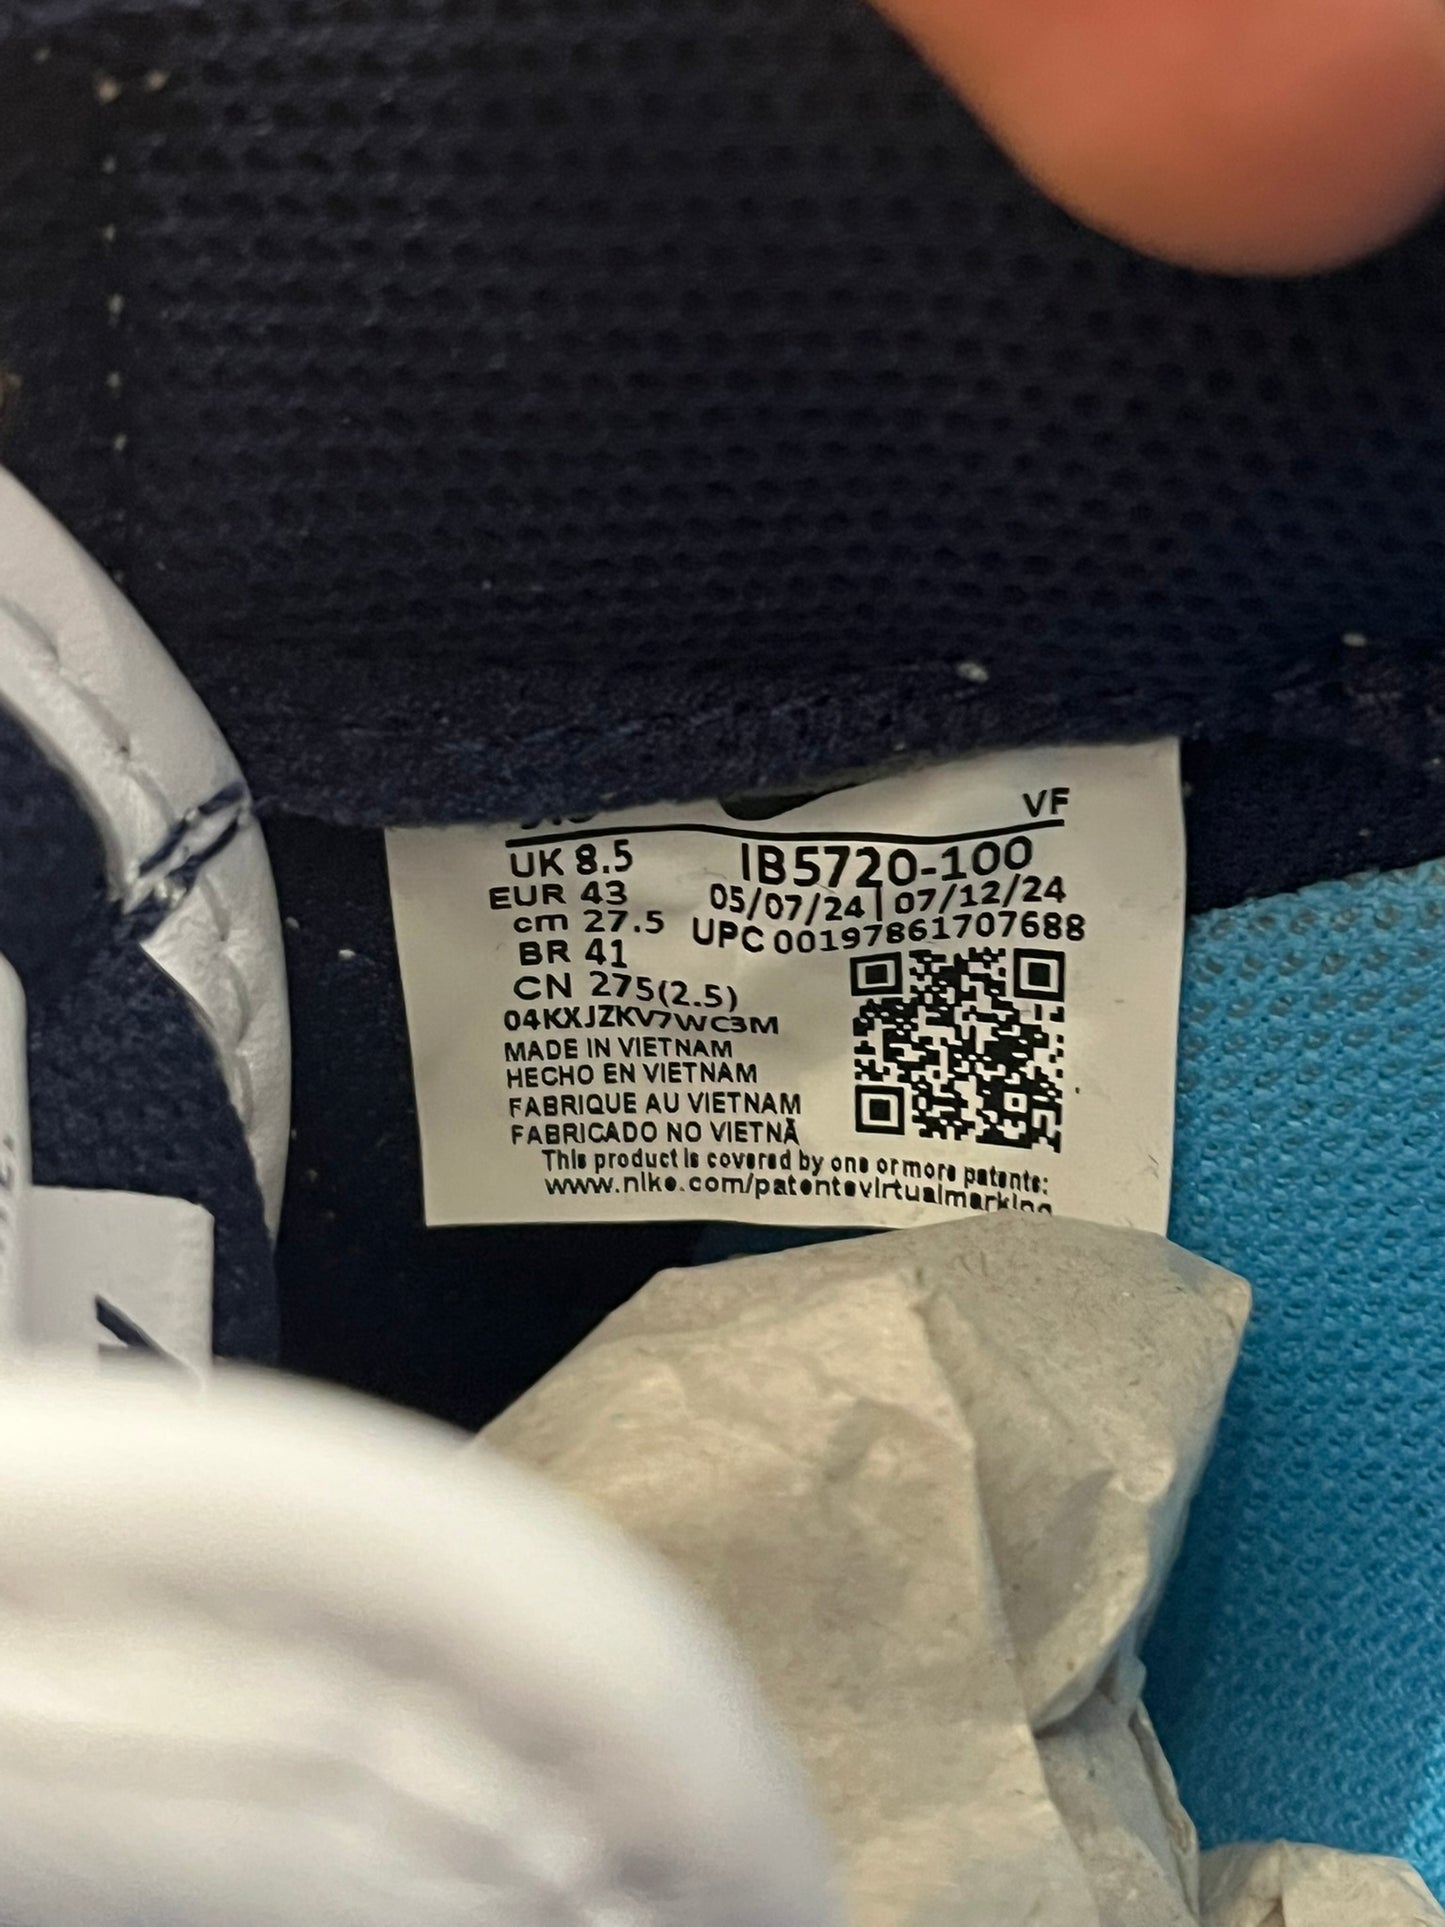 VF
UK 8.5 IB5720-100
EUR 43 05/07/24 | 07/12/24
cm 27.5 UPC 00197861707688
BR 41
CN 275(2.5)
04KXJZKV7WC3M
MADE IN VIETNAM
HECHO EN VIETNAM
FABRIQUE AU VIETNAM
FABRICADO NO VIETNÃ
This product is covered by one or more patents:
www.nike.com/patentsvirtualmarking